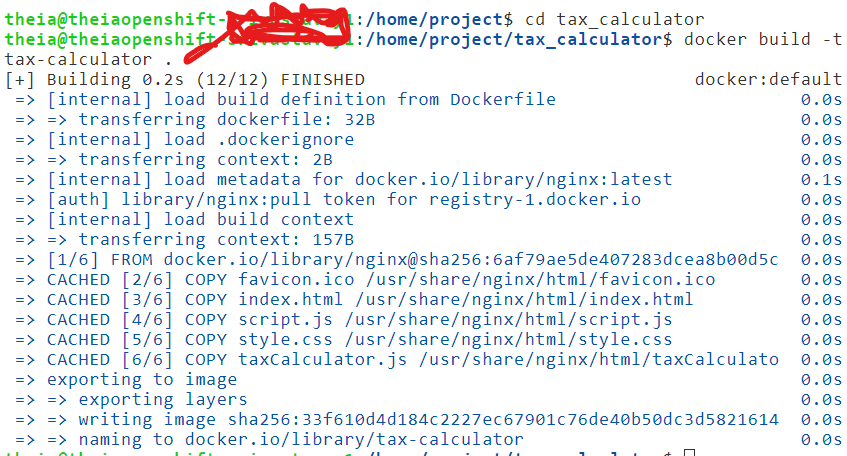 theia@theiaopenshift- 1:/home/project$ cd tax_calculator
theia@theiaopenshift- 1:/home/project/tax_calculator$ docker build -t
tax-calculator .
[+] Building 0.2s (12/12) FINISHED docker:default
=> [internal] load build definition from Dockerfile 0.0s
=> => transferring dockerfile: 32B 0.0s
=> [internal] load .dockerignore 0.0s
=> => transferring context: 2B 0.0s
=> [internal] load metadata for docker.io/library/nginx:latest 0.1s
=> [auth] library/nginx:pull token for registry-1.docker.io 0.0s
=> [internal] load build context 0.0s
=> => transferring context: 157B 0.0s
=> [1/6] FROM docker.io/library/nginx@sha256:6af79ae5de407283dcea8b00d5c 0.0s
=> CACHED [2/6] COPY favicon.ico /usr/share/nginx/html/favicon.ico 0.0s
=> CACHED [3/6] COPY index.html /usr/share/nginx/html/index.html 0.0s
=> CACHED [4/6] COPY script.js /usr/share/nginx/html/script.js 0.0s
=> CACHED [5/6] COPY style.css /usr/share/nginx/html/style.css 0.0s
=> CACHED [6/6] COPY taxCalculator.js /usr/share/nginx/html/taxCalculato 0.0s
=> exporting to image 0.0s
=> => exporting layers 0.0s
=> => writing image sha256:33f610d4d184c2227ec67901c76de40b50dc3d5821614 0.0s
=> => naming to docker.io/library/tax-calculator 0.0s